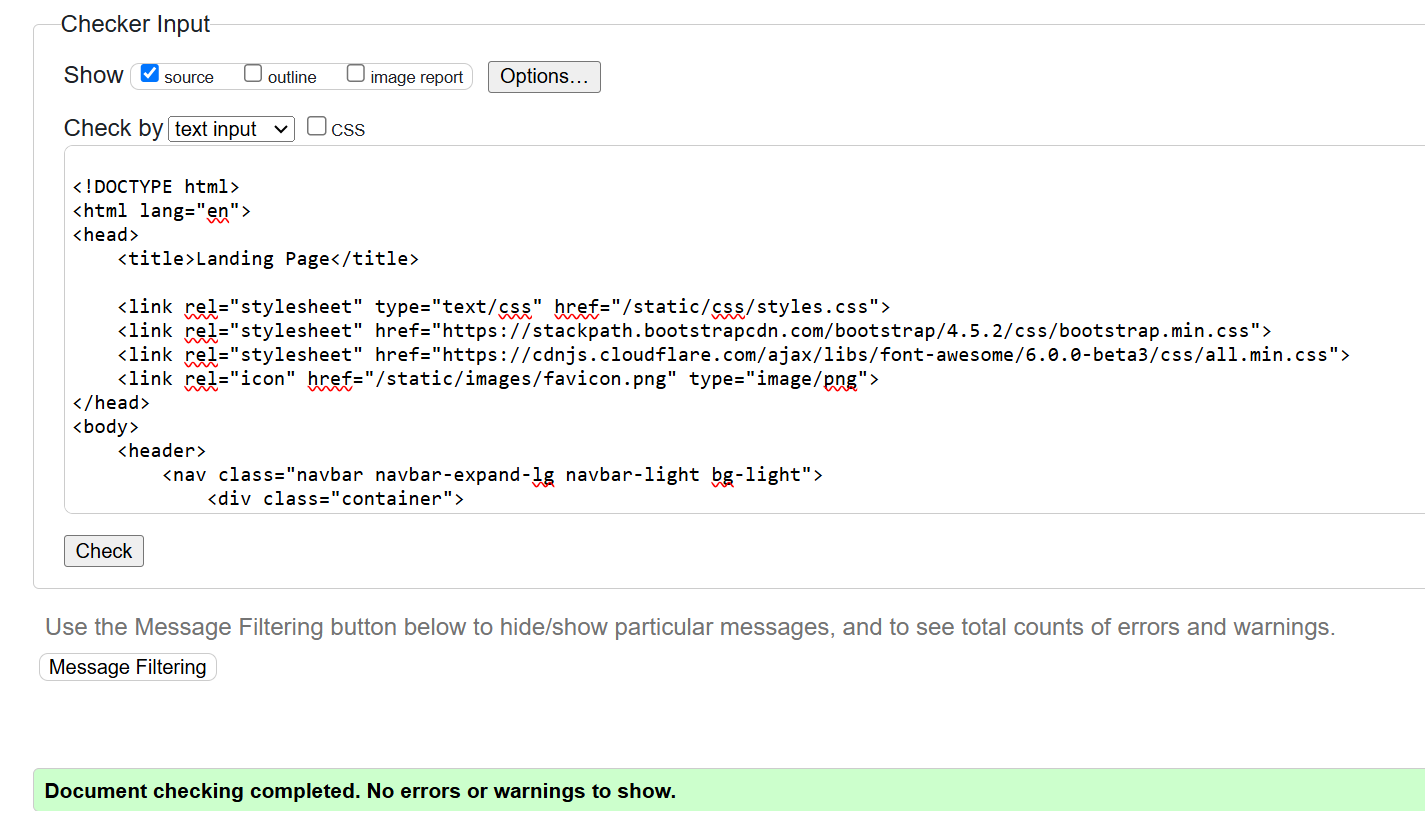 Checker Input
Show source outline image report Options...
Check by text input CSS
<!DOCTYPE html>
<html lang="en">
<head>
    <title>Landing Page</title>
    <link rel="stylesheet" type="text/css" href="/static/css/styles.css">
    <link rel="stylesheet" href="https://stackpath.bootstrapcdn.com/bootstrap/4.5.2/css/bootstrap.min.css">
    <link rel="stylesheet" href="https://cdnjs.cloudflare.com/ajax/libs/font-awesome/6.0.0-beta3/css/all.min.css">
    <link rel="icon" href="/static/images/favicon.png" type="image/png">
</head>
<body>
    <header>
        <nav class="navbar navbar-expand-lg navbar-light bg-light">
            <div class="container">
Check
Use the Message Filtering button below to hide/show particular messages, and to see total counts of errors and warnings.
Message Filtering
Document checking completed. No errors or warnings to show.